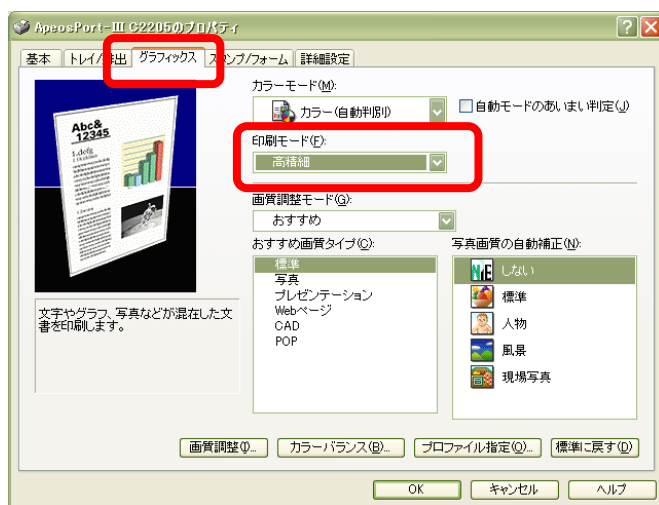 ApeosPort-III C2205のプロパティ
基本 トレイ/排出 グラフィックス スタンプ/フォーム 詳細設定
カラーモード(M):
カラー(自動判別)
自動モードのあいまい判定(J)
印刷モード(F):
高精細
画質調整モード(G):
おすすめ
おすすめ画質タイプ(C):
標準
写真
プレゼンテーション
Webページ
CAD
POP
写真画質の自動補正(N):
しない
標準
人物
風景
現場写真
Abc&
12345
1.defg
文字やグラフ、写真などが混在した文
書を印刷します。
画質調整(I)... カラーバランス(B)... プロファイル指定(O)... 標準に戻す(D)
OK キャンセル ヘルプ